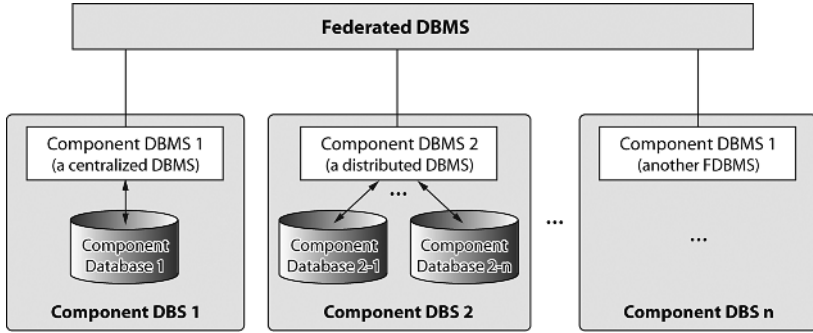 Federated DBMS
Component DBMS 1
(a centralized DBMS)
Component
Database 1
Component DBS 1
Component DBMS 2
(a distributed DBMS)
...
Component
Database 2-1
Component
Database 2-n
Component DBS 2
...
Component DBMS 1
(another FDBMS)
...
Component DBS n